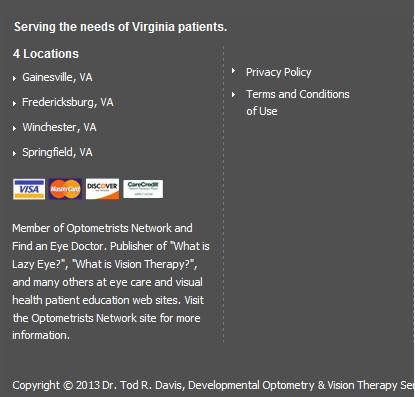 Serving the needs of Virginia patients.
4 Locations
Gainesville, VA
Fredericksburg, VA
Winchester, VA
Springfield, VA
VISA MasterCard DISCOVER NETWORK CareCredit
Member of Optometrists Network and
Find an Eye Doctor. Publisher of "What is
Lazy Eye?", "What is Vision Therapy?",
and many others at eye care and visual
health patient education web sites. Visit
the Optometrists Network site for more
information.
Privacy Policy
Terms and Conditions
of Use
Copyright © 2013 Dr. Tod R. Davis, Developmental Optometry & Vision Therapy Ser